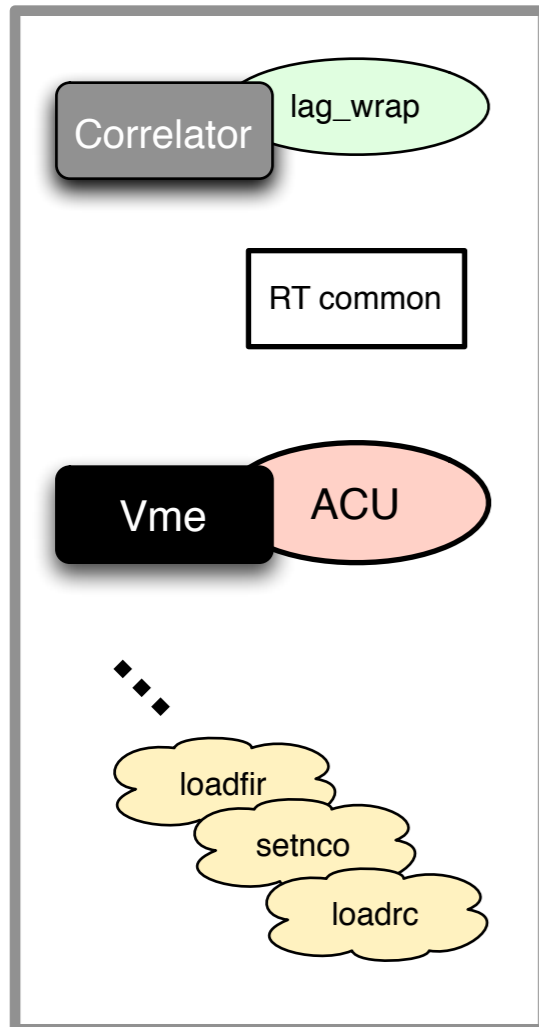 Correlator
lag_wrap
RT common
Vme
ACU
loadfir
setnco
loadrc